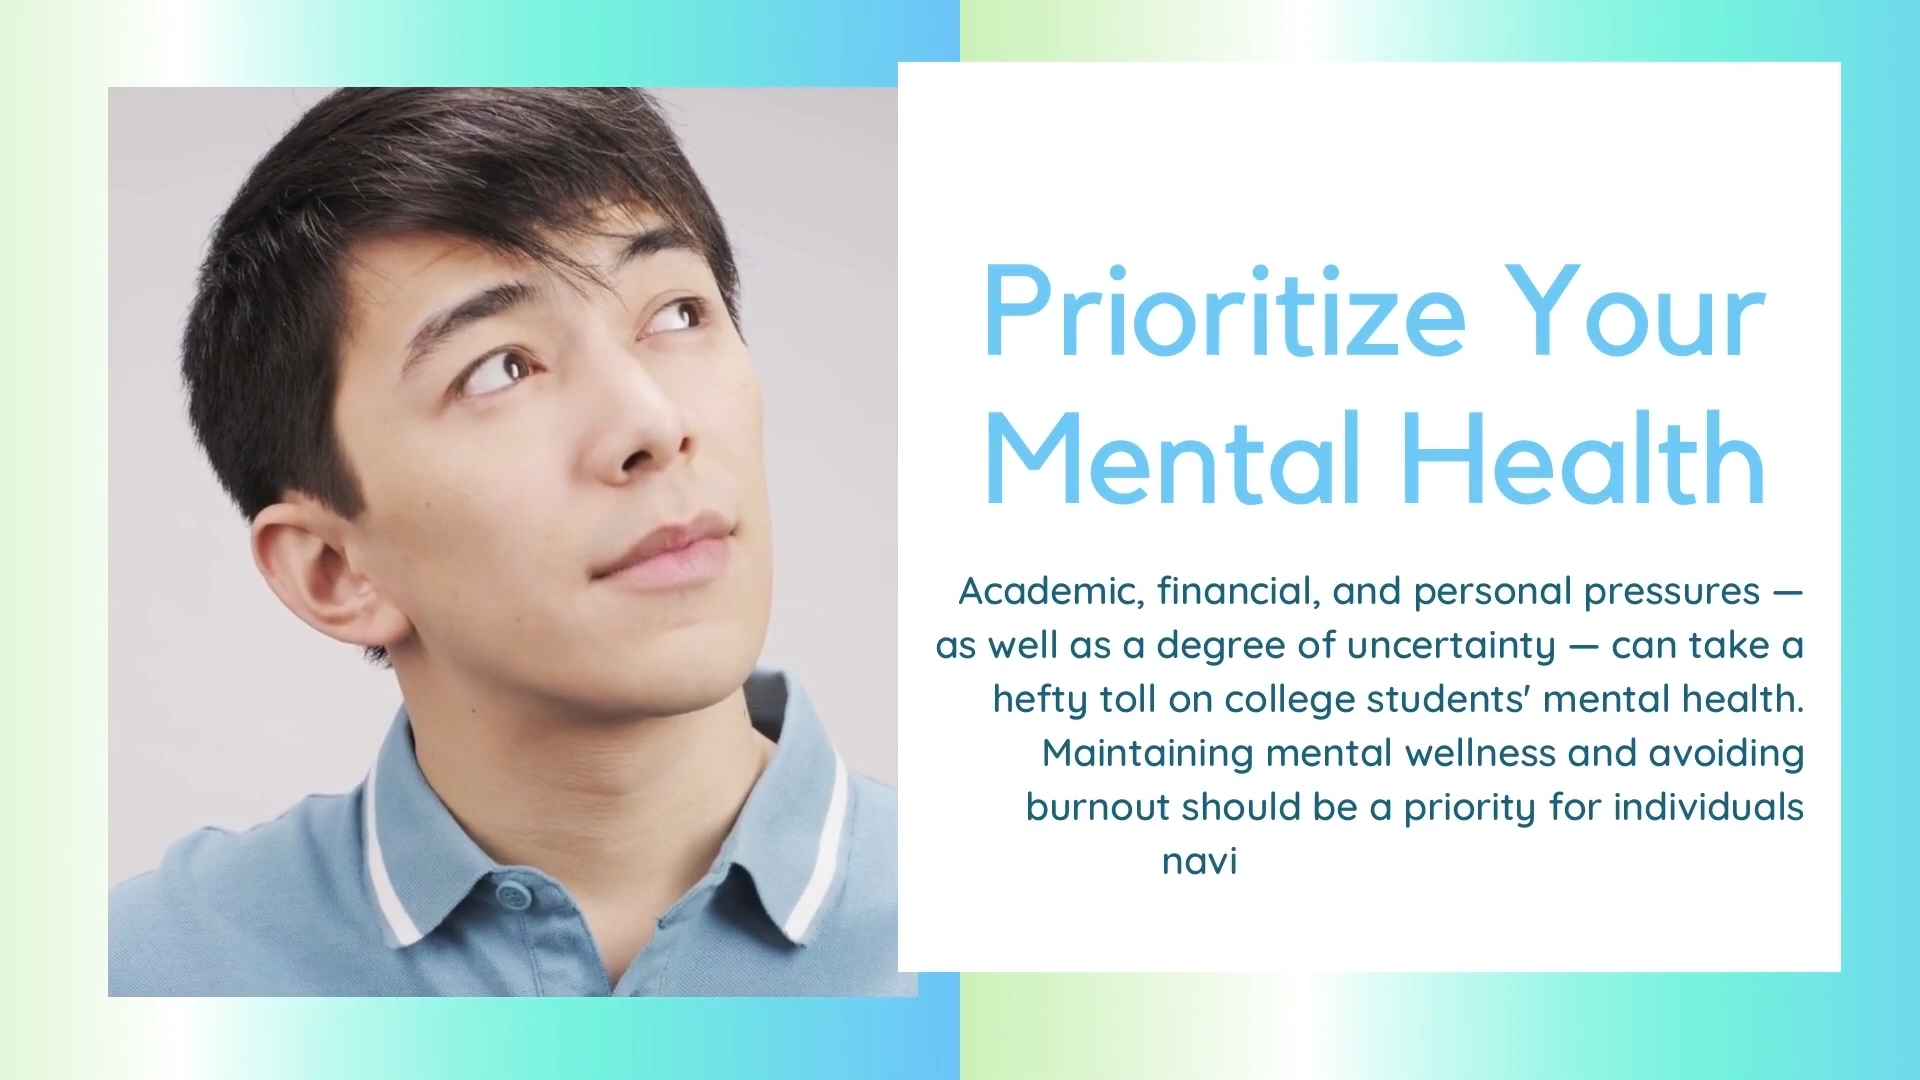 Prioritize Your
Mental Health
Academic, financial, and personal pressures —
as well as a degree of uncertainty — can take a
hefty toll on college students' mental health.
Maintaining mental wellness and avoiding
burnout should be a priority for individuals
navi